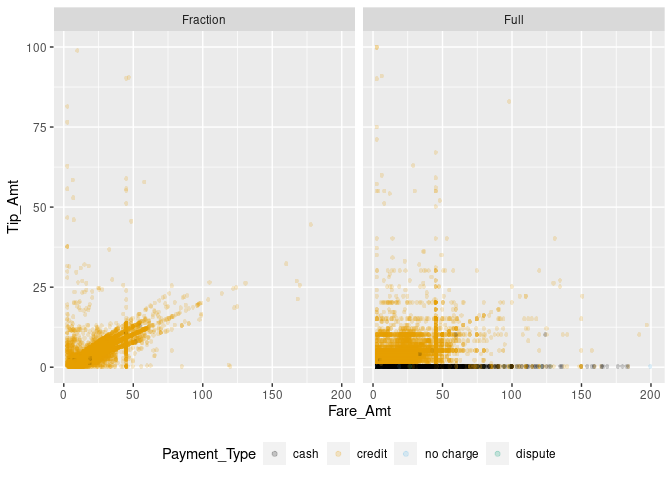 Fraction Full
100
75
50
25
0
Tip_Amt
0 50 100 150 200 0 50 100 150 200
Fare_Amt
Payment_Type cash credit no charge dispute